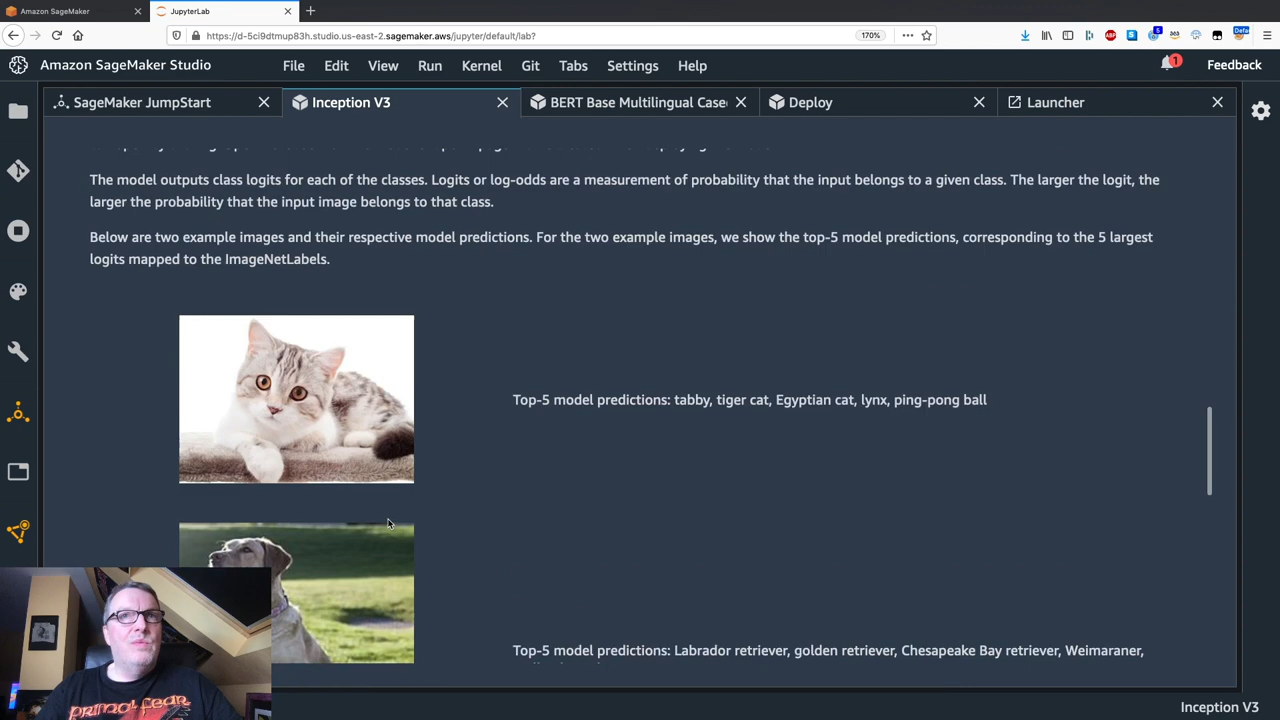 Amazon SageMaker
JupyterLab
https://d-5ci9dtmup83h.studio.us-east-2.sagemaker.aws/jupyter/default/lab?
170%
5
ABP
Defa
Amazon SageMaker Studio
File Edit View Run Kernel Git Tabs Settings Help
1
Feedback
SageMaker JumpStart
Inception V3
BERT Base Multilingual Case
Deploy
Launcher
The model outputs class logits for each of the classes. Logits or log-odds are a measurement of probability that the input belongs to a given class. The larger the logit, the
larger the probability that the input image belongs to that class.
Below are two example images and their respective model predictions. For the two example images, we show the top-5 model predictions, corresponding to the 5 largest
logits mapped to the ImageNetLabels.
Top-5 model predictions: tabby, tiger cat, Egyptian cat, lynx, ping-pong ball
Top-5 model predictions: Labrador retriever, golden retriever, Chesapeake Bay retriever, Weimaraner,
PRIMAL FEAR
Inception V3